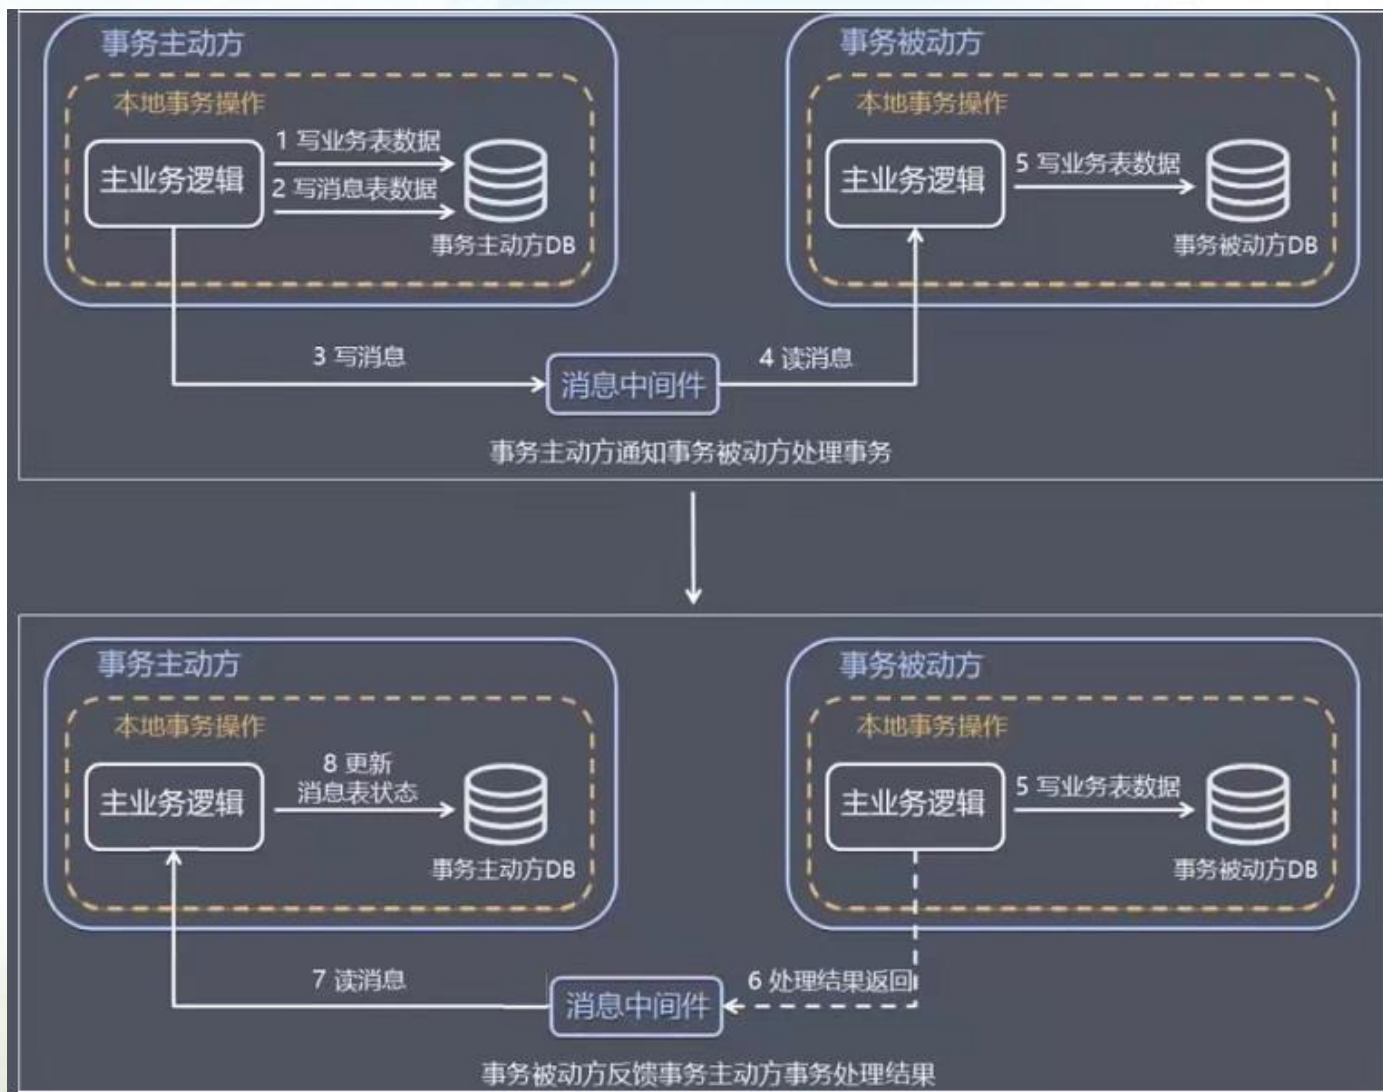 事务主动方
事务被动方
本地事务操作
本地事务操作
主业务逻辑
1 写业务表数据
2 写消息表数据
事务主动方DB
主业务逻辑
5 写业务表数据
事务被动方DB
3 写消息
消息中间件
4 读消息
事务主动方通知事务被动方处理事务
事务主动方
事务被动方
本地事务操作
本地事务操作
主业务逻辑
8 更新
消息表状态
事务主动方DB
主业务逻辑
5 写业务表数据
事务被动方DB
7 读消息
消息中间件
6 处理结果返回
事务被动方反馈事务主动方事务处理结果